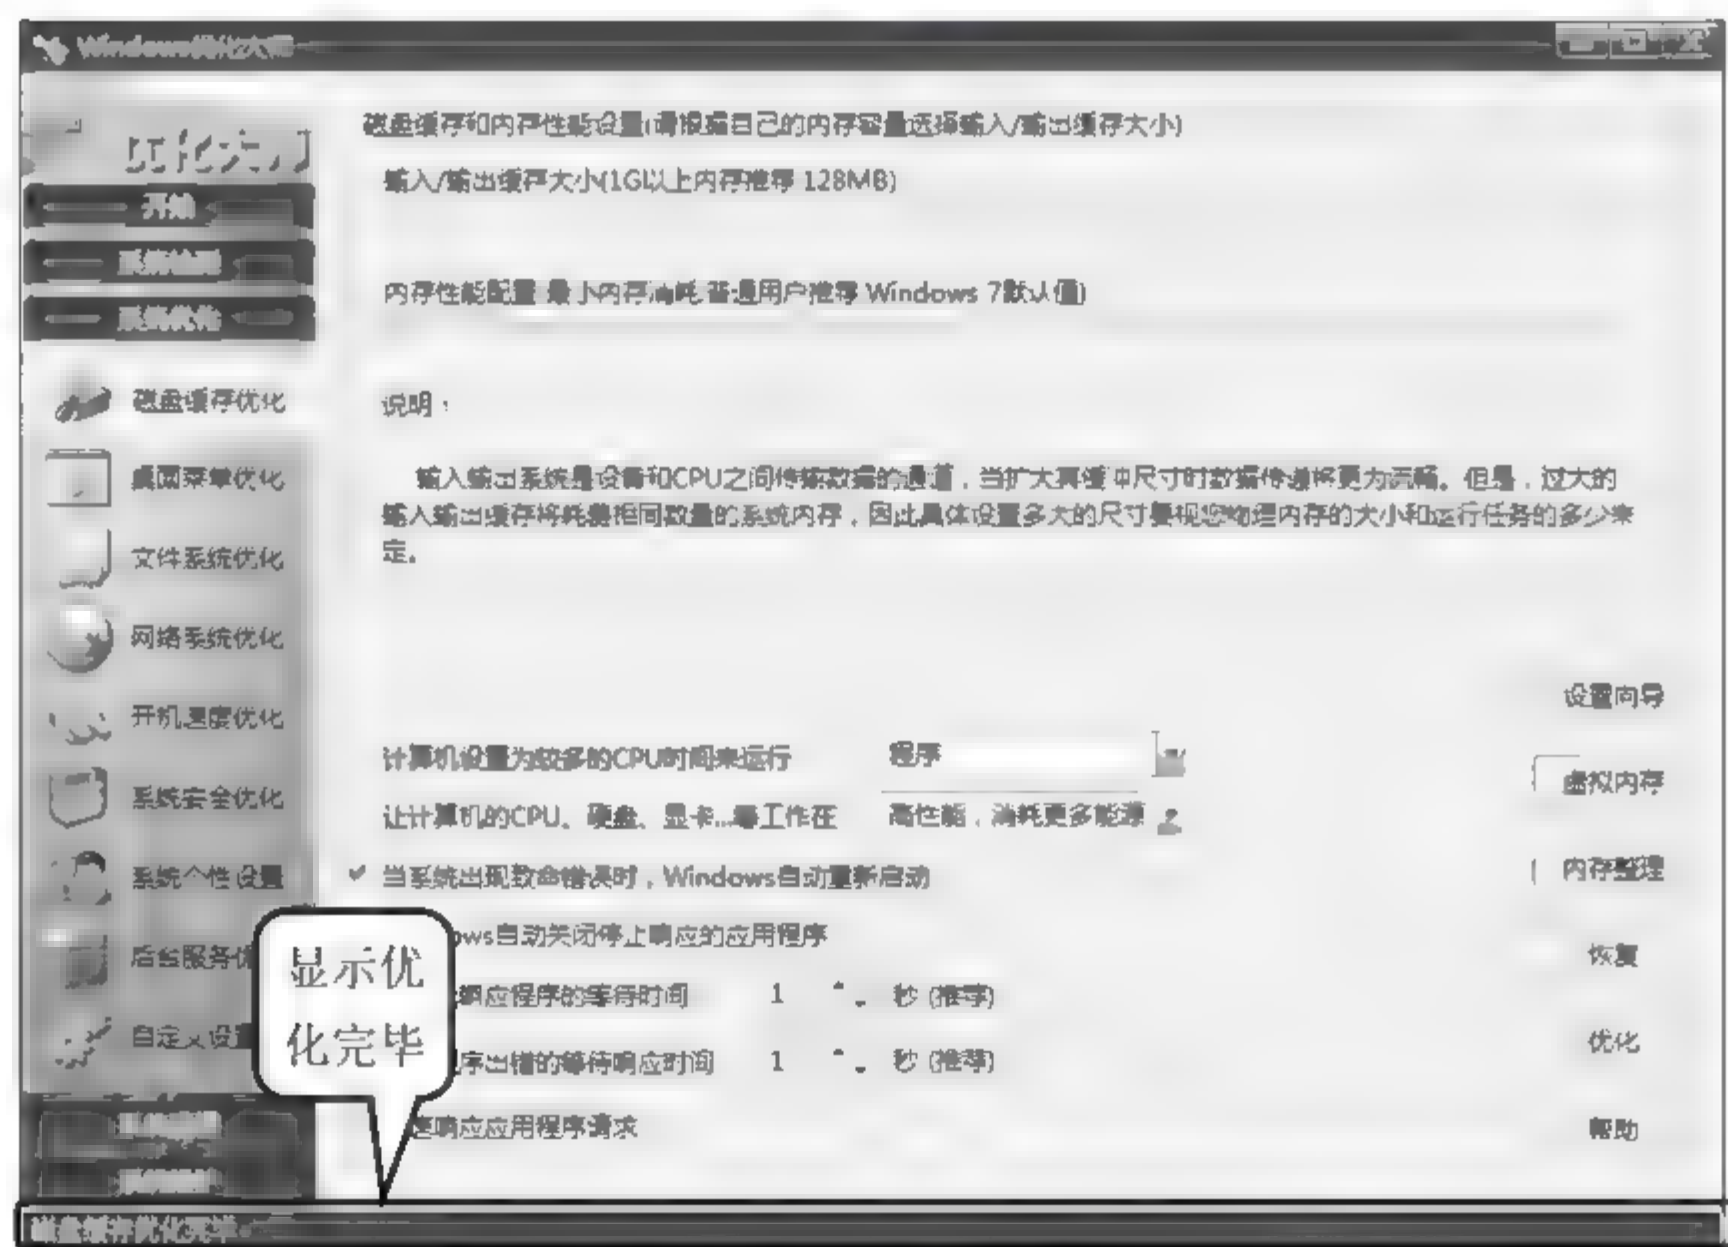 Windows优化大师
优化大师
磁盘缓存和内存性能设置(请根据自己的内存容量选择输入/输出缓存大小)
输入/输出缓存大小(1G以上内存推荐 128MB)
开始
系统检测
内存性能配置 最小内存消耗 普通用户推荐 Windows 7默认值)
系统优化
磁盘缓存优化
说明：
桌面菜单优化
输入输出系统是设备和CPU之间传输数据的通道，当扩大其缓冲尺寸时数据传递将更为流畅。但是，过大的
输入输出缓存将耗费相同数量的系统内存，因此具体设置多大的尺寸要视您物理内存的大小和运行任务的多少来
定。
文件系统优化
网络系统优化
设置向导
开机速度优化
计算机设置为较多的CPU时间来运行 程序
虚拟内存
系统安全优化
让计算机的CPU、硬盘、显卡...等工作在 高性能，消耗更多能源
系统个性设置
当系统出现致命错误时，Windows自动重新启动
内存整理
后台服务优
ows自动关闭停止响应的应用程序
恢复
显示优
化完毕
响应程序的等待时间 1 秒 (推荐)
自定义设置
优化
序出错的等待响应时间 1 秒 (推荐)
速响应应用程序请求
帮助
磁盘缓存优化完毕。